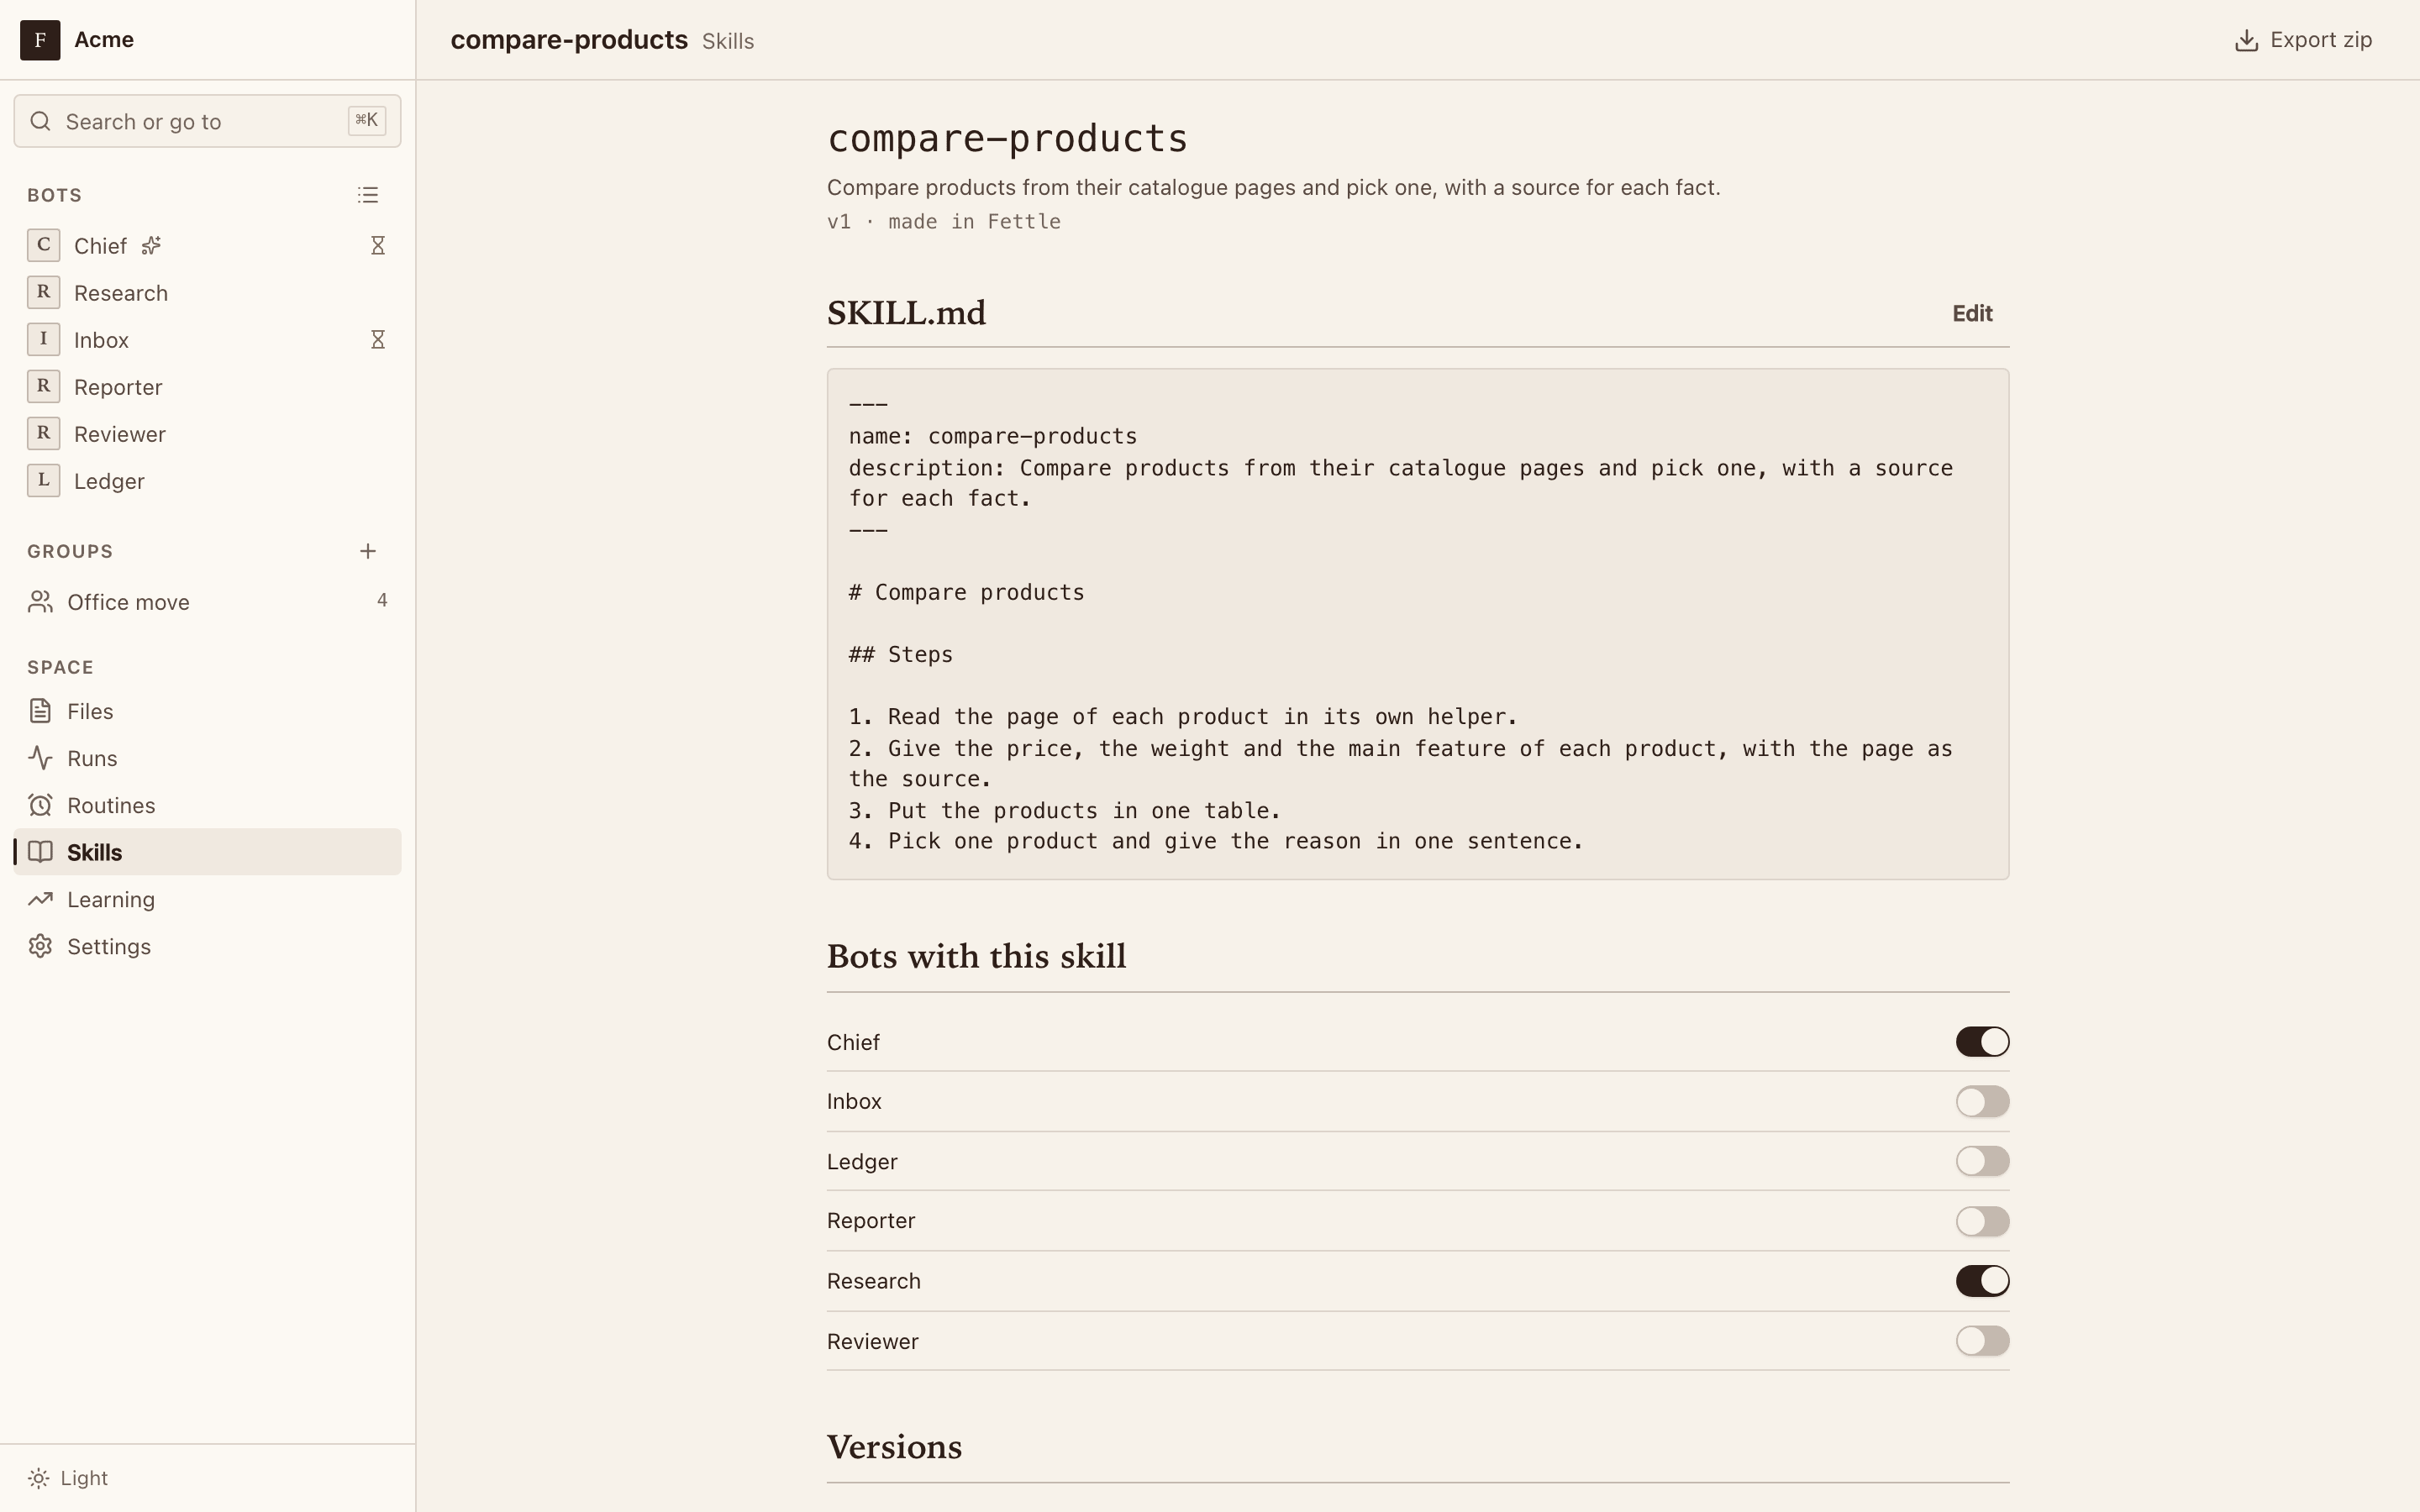 F Acme
compare-products Skills
Export zip
Search or go to ⌘K
BOTS
C Chief
R Research
I Inbox
R Reporter
R Reviewer
L Ledger
GROUPS
Office move 4
SPACE
Files
Runs
Routines
Skills
Learning
Settings
Light
compare-products
Compare products from their catalogue pages and pick one, with a source for each fact.
v1 · made in Fettle
SKILL.md
Edit
---
name: compare-products
description: Compare products from their catalogue pages and pick one, with a source
for each fact.
---
# Compare products
## Steps
1. Read the page of each product in its own helper.
2. Give the price, the weight and the main feature of each product, with the page as
the source.
3. Put the products in one table.
4. Pick one product and give the reason in one sentence.
Bots with this skill
Chief
Inbox
Ledger
Reporter
Research
Reviewer
Versions